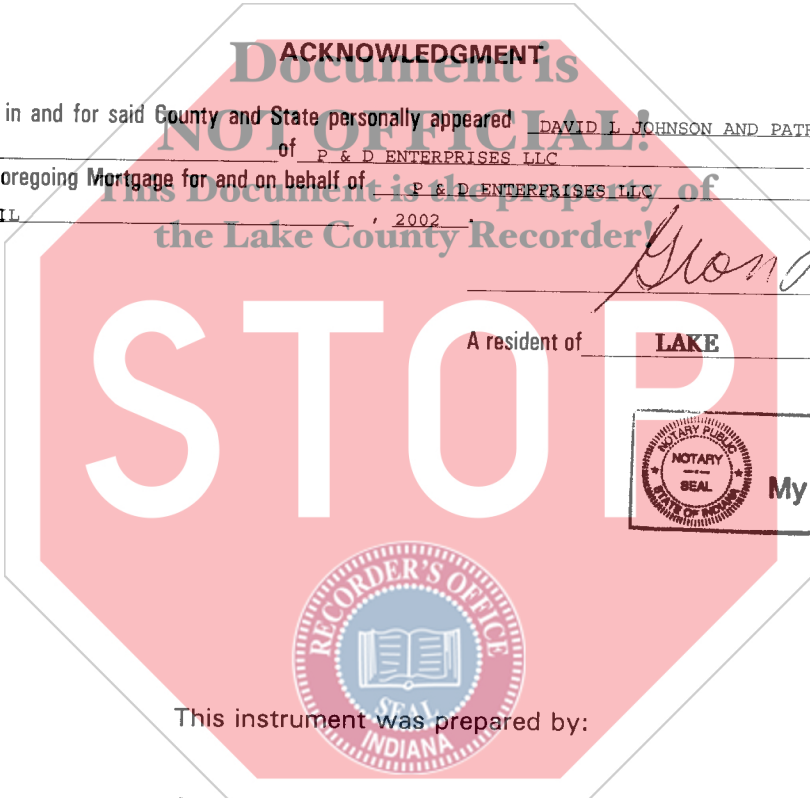 ACKNOWLEDGMENT
Document is
in and for said County and State personally appeared DAVID L JOHNSON AND PATR
NOT OFFICIAL!
of P & D ENTERPRISES LLC
oregoing Mortgage for and on behalf of P & D ENTERPRISES LLC
This Document is the property of
IL , 2002 .
the Lake County Recorder!
A resident of LAKE
STOP
NOTARY PUBLIC
NOTARY
SEAL
STATE OF INDIANA
My
RECORDER'S OFFICE
SEAL
INDIANA
This instrument was prepared by: